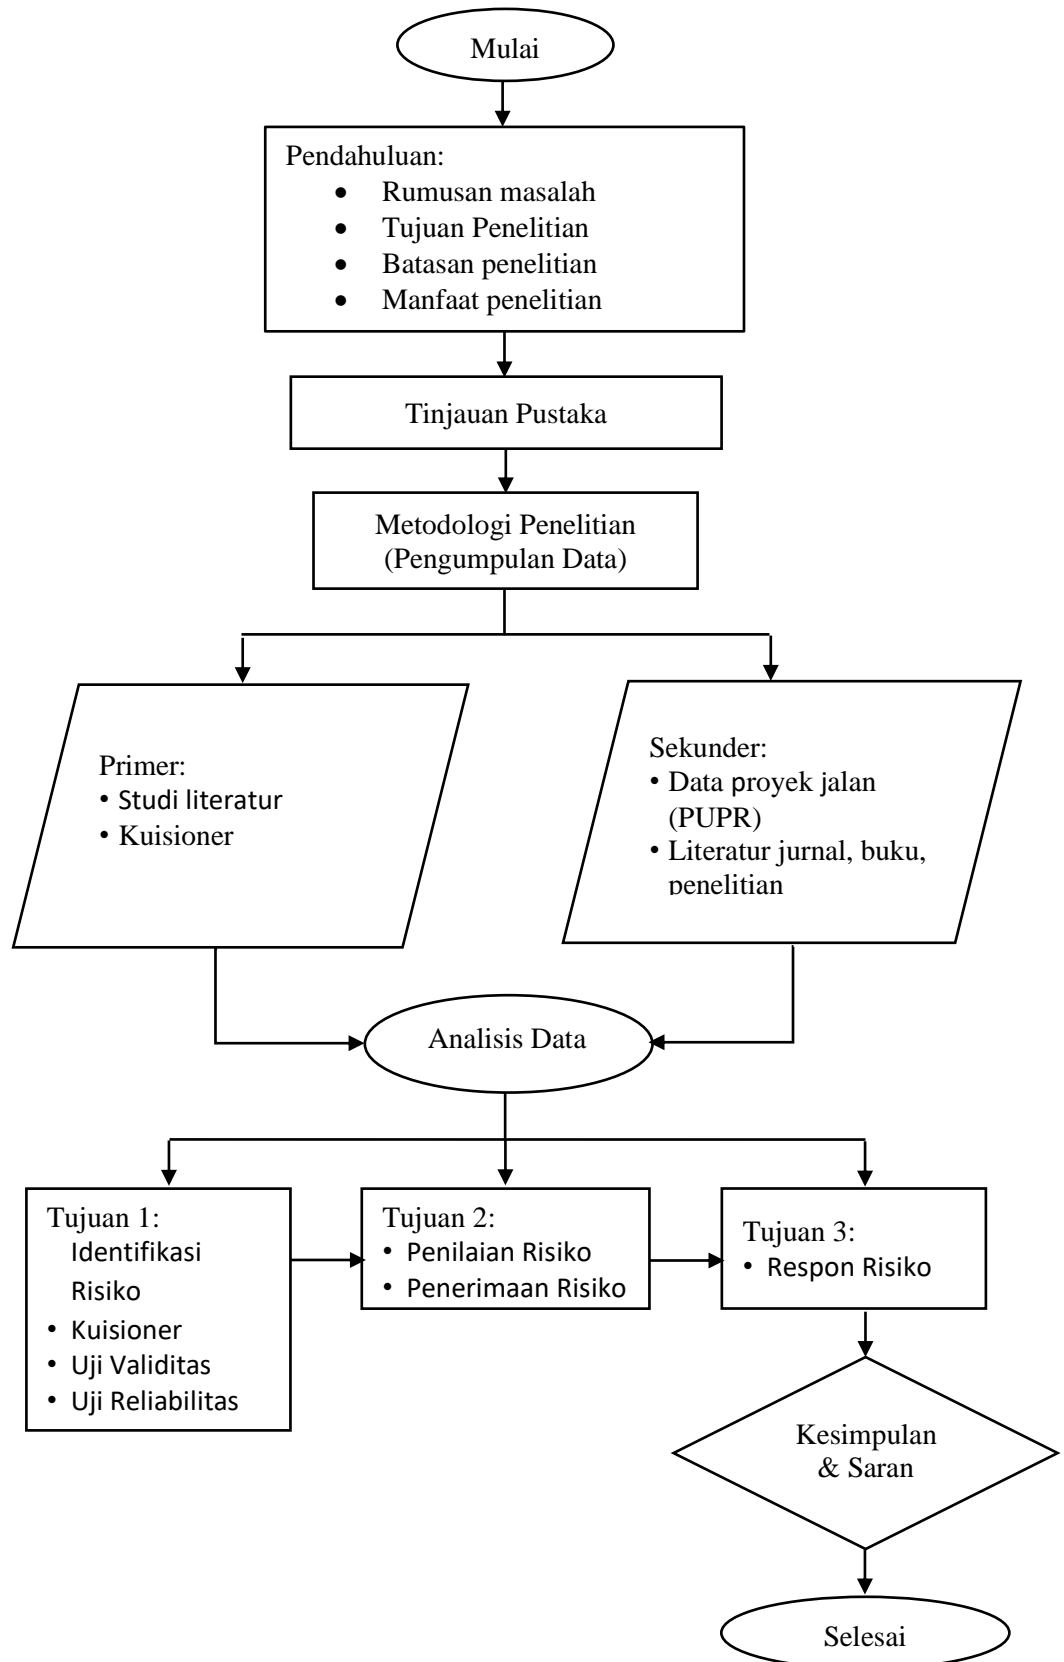 Mulai
Pendahuluan:
• Rumusan masalah
• Tujuan Penelitian
• Batasan penelitian
• Manfaat penelitian
Tinjauan Pustaka
Metodologi Penelitian
(Pengumpulan Data)
Primer:
• Studi literatur
• Kuisioner
Sekunder:
• Data proyek jalan
(PUPR)
• Literatur jurnal, buku,
penelitian
Analisis Data
Tujuan 1:
Identifikasi
Risiko
• Kuisioner
• Uji Validitas
• Uji Reliabilitas
Tujuan 2:
• Penilaian Risiko
• Penerimaan Risiko
Tujuan 3:
• Respon Risiko
Kesimpulan
& Saran
Selesai